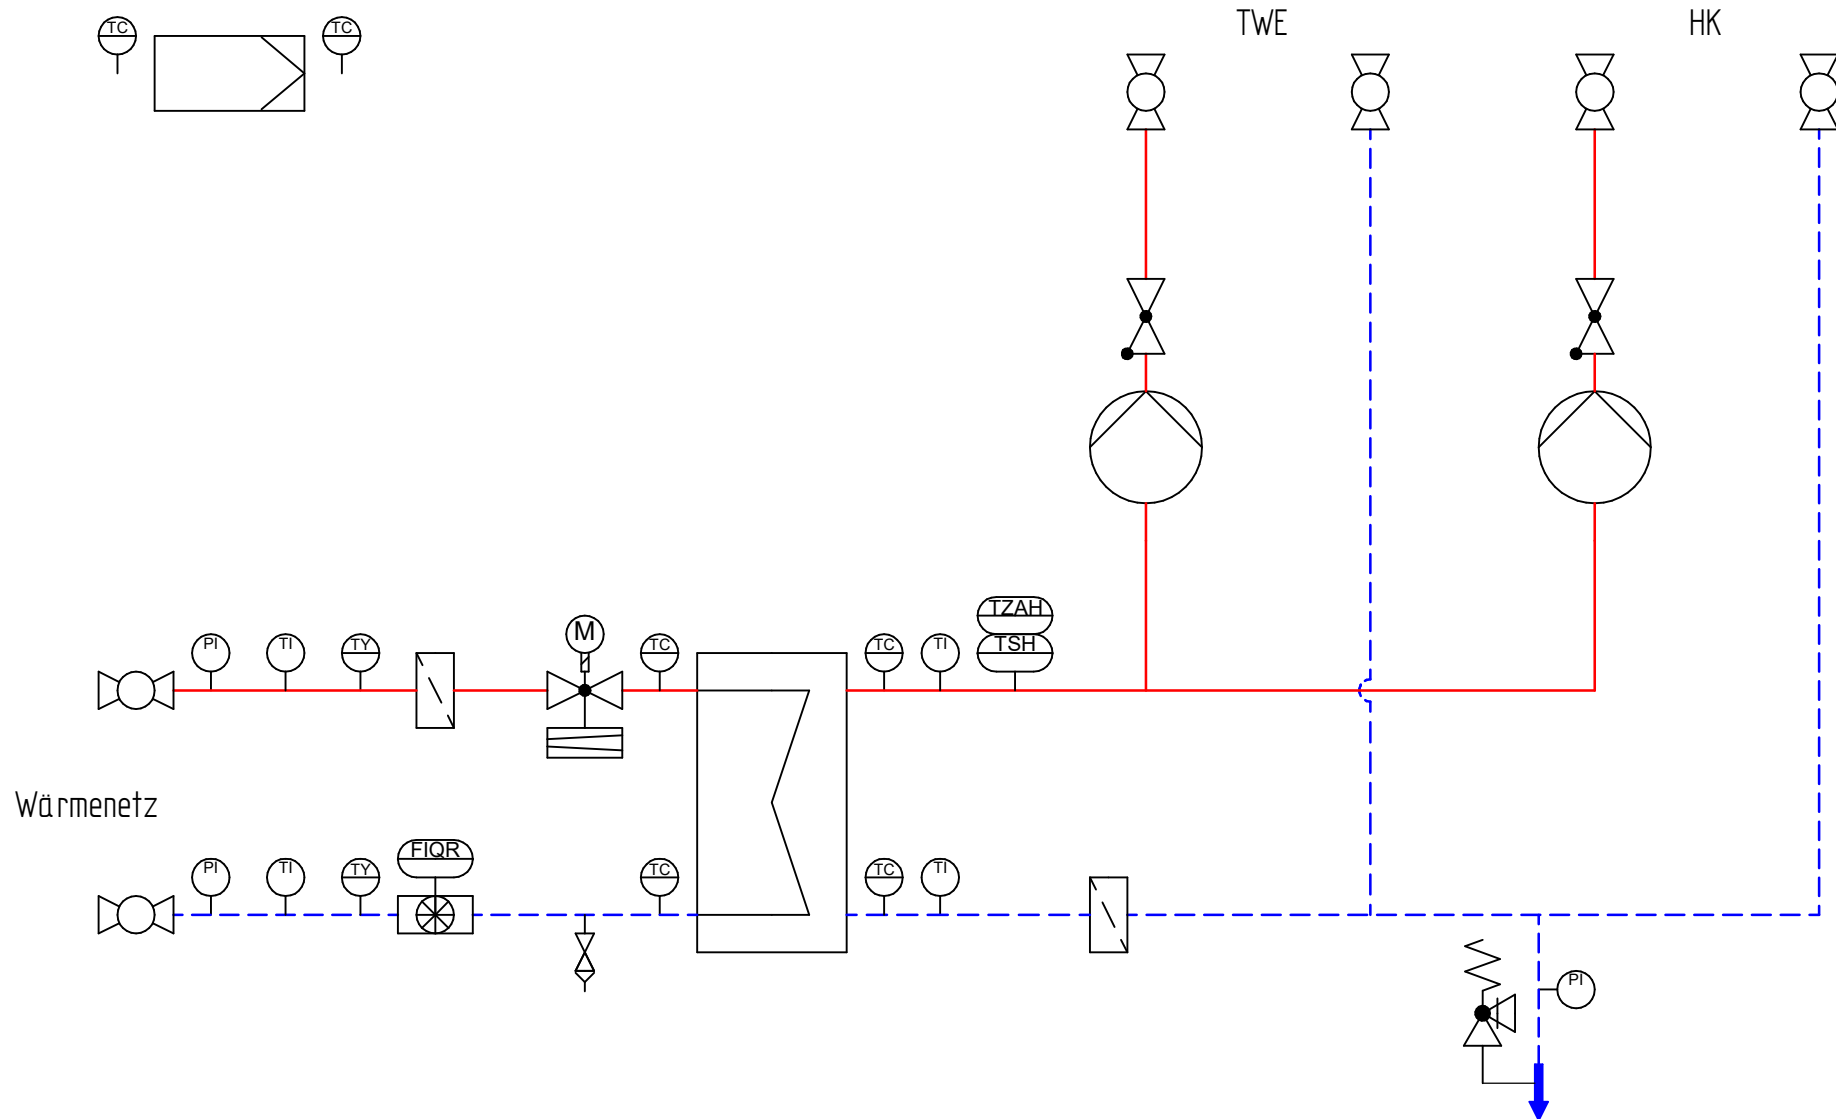 TWE
HK
TC
TC
TZAH
PI
TI
TY
M
TC
TC
TI
TSH
Wärmenetz
FIQR
PI
TI
TY
TC
TC
TI
PI